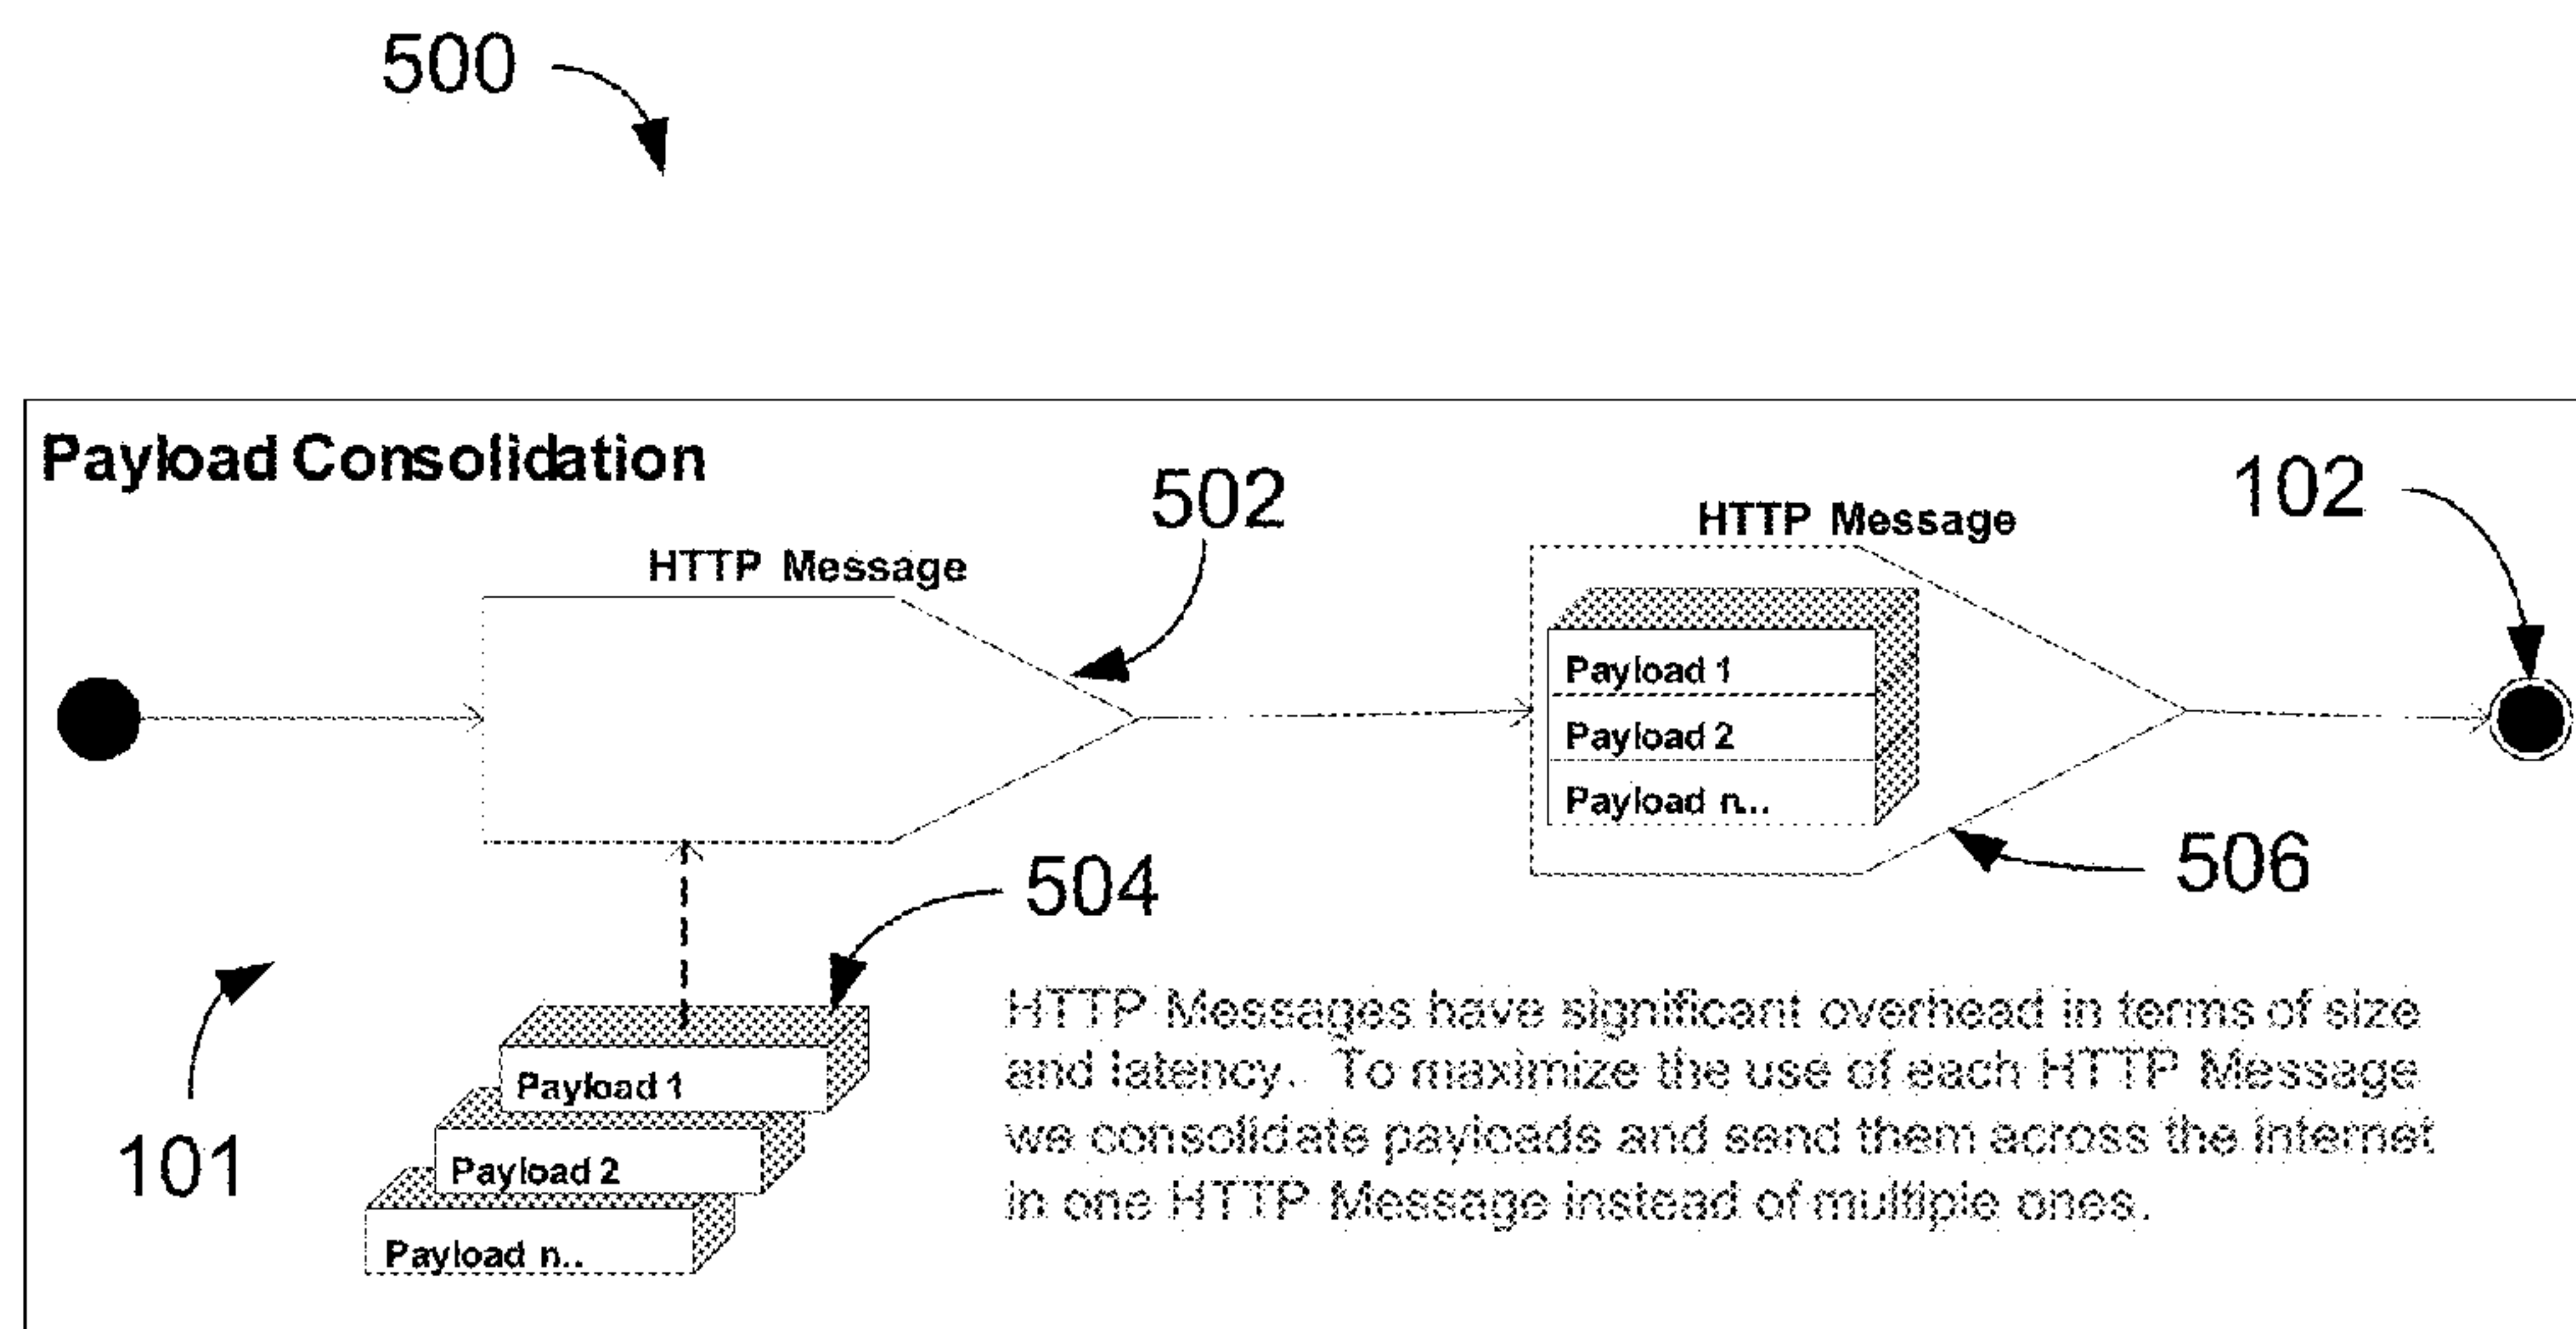 500
Payload Consolidation
502
HTTP Message
HTTP Message
102
Payload 1
Payload 2
Payload n...
506
504
101
Payload 1
Payload 2
Payload n..
HTTP Messages have significant overhead in terms of size
and latency. To maximize the use of each HTTP Message
we consolidate payloads and send them across the internet
in one HTTP Message instead of multiple ones.